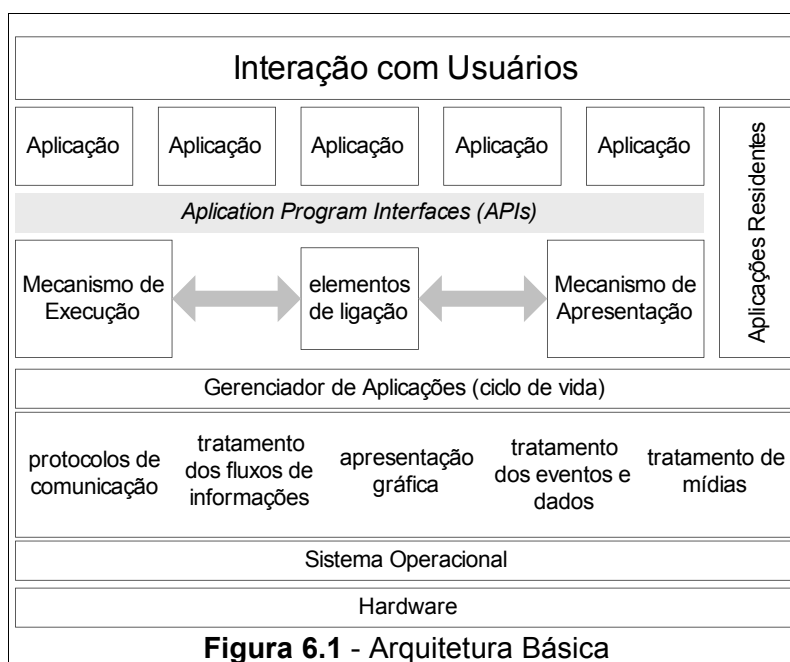 Interação com Usuários
Aplicação
Aplicação
Aplicação
Aplicação
Aplicação
Aplicações Residentes
Aplication Program Interfaces (APIs)
Mecanismo de
Execução
elementos
de ligação
Mecanismo de
Apresentação
Gerenciador de Aplicações (ciclo de vida)
protocolos de
comunicação
tratamento
dos fluxos de
informações
apresentação
gráfica
tratamento
dos eventos e
dados
tratamento de
mídias
Sistema Operacional
Hardware
Figura 6.1 - Arquitetura Básica